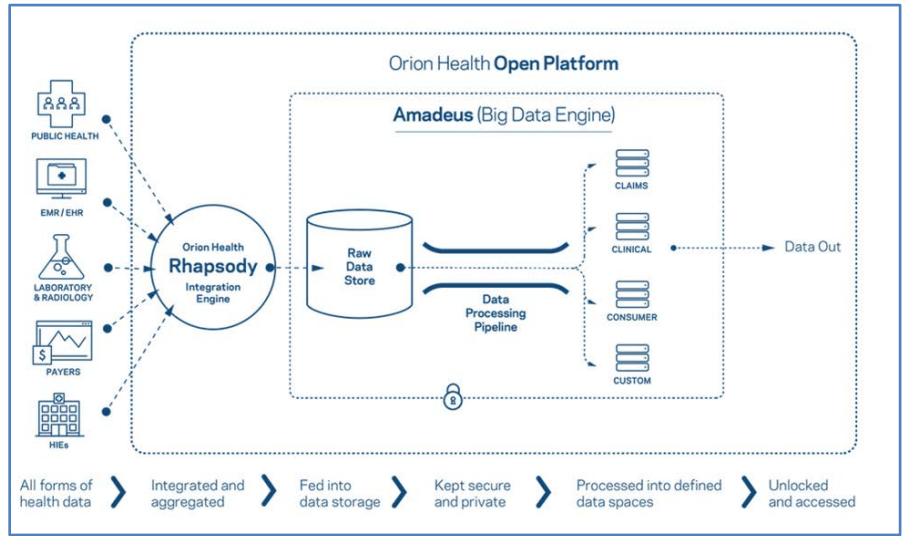 Orion Health Open Platform
Amadeus (Big Data Engine)
PUBLIC HEALTH
EMR / EHR
LABORATORY
& RADIOLOGY
$
PAYERS
HIEs
Orion Health
Rhapsody
Integration
Engine
Raw
Data
Store
Data
Processing
Pipeline
CLAIMS
CLINICAL
CONSUMER
CUSTOM
Data Out
All forms of
health data
Integrated and
aggregated
Fed into
data storage
Kept secure
and private
Processed into defined
data spaces
Unlocked
and accessed